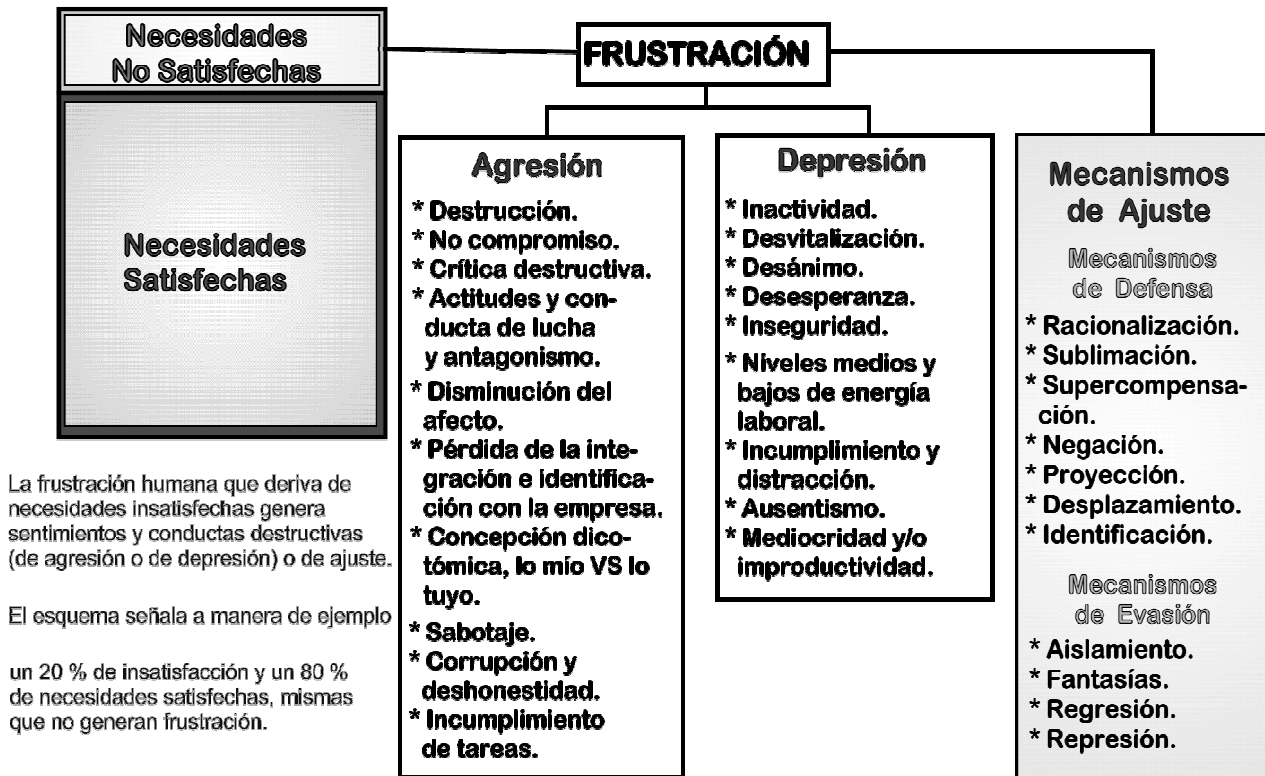 Necesidades
No Satisfechas
Necesidades
Satisfechas
La frustración humana que deriva de
necesidades insatisfechas genera
sentimientos y conductas destructivas
(de agresión o de depresión) o de ajuste.
El esquema señala a manera de ejemplo
un 20 % de insatisfacción y un 80 %
de necesidades satisfechas, mismas
que no generan frustración.
FRUSTRACIÓN
Agresión
* Destrucción.
* No compromiso.
* Crítica destructiva.
* Actitudes y con-
ducta de lucha
y antagonismo.
* Disminución del
afecto.
* Pérdida de la inte-
gración e identifica-
ción con la empresa.
* Concepción dico-
tómica, lo mío VS lo
tuyo.
* Sabotaje.
* Corrupción y
deshonestidad.
* Incumplimiento
de tareas.
Depresión
* Inactividad.
* Desvitalización.
* Desánimo.
* Desesperanza.
* Inseguridad.
* Niveles medios y
bajos de energía
laboral.
* Incumplimiento y
distracción.
* Ausentismo.
* Mediocridad y/o
improductividad.
Mecanismos
de Ajuste
Mecanismos
de Defensa
* Racionalización.
* Sublimación.
* Supercompensa-
ción.
* Negación.
* Proyección.
* Desplazamiento.
* Identificación.
Mecanismos
de Evasión
* Aislamiento.
* Fantasías.
* Regresión.
* Represión.